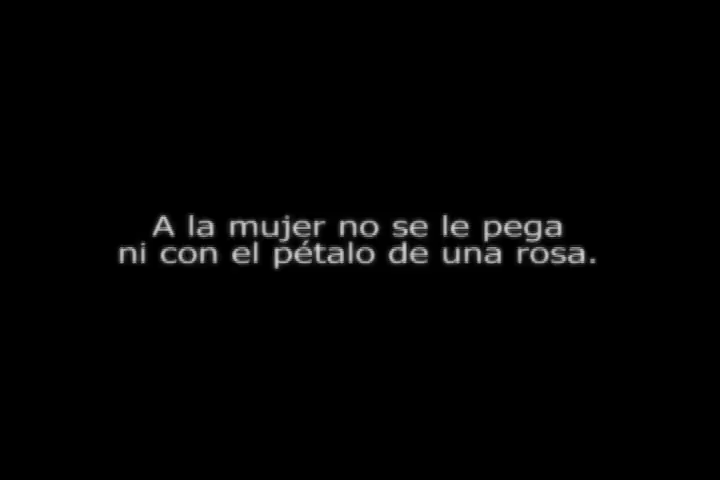 A la mujer no se le pega
ni con el pétalo de una rosa.